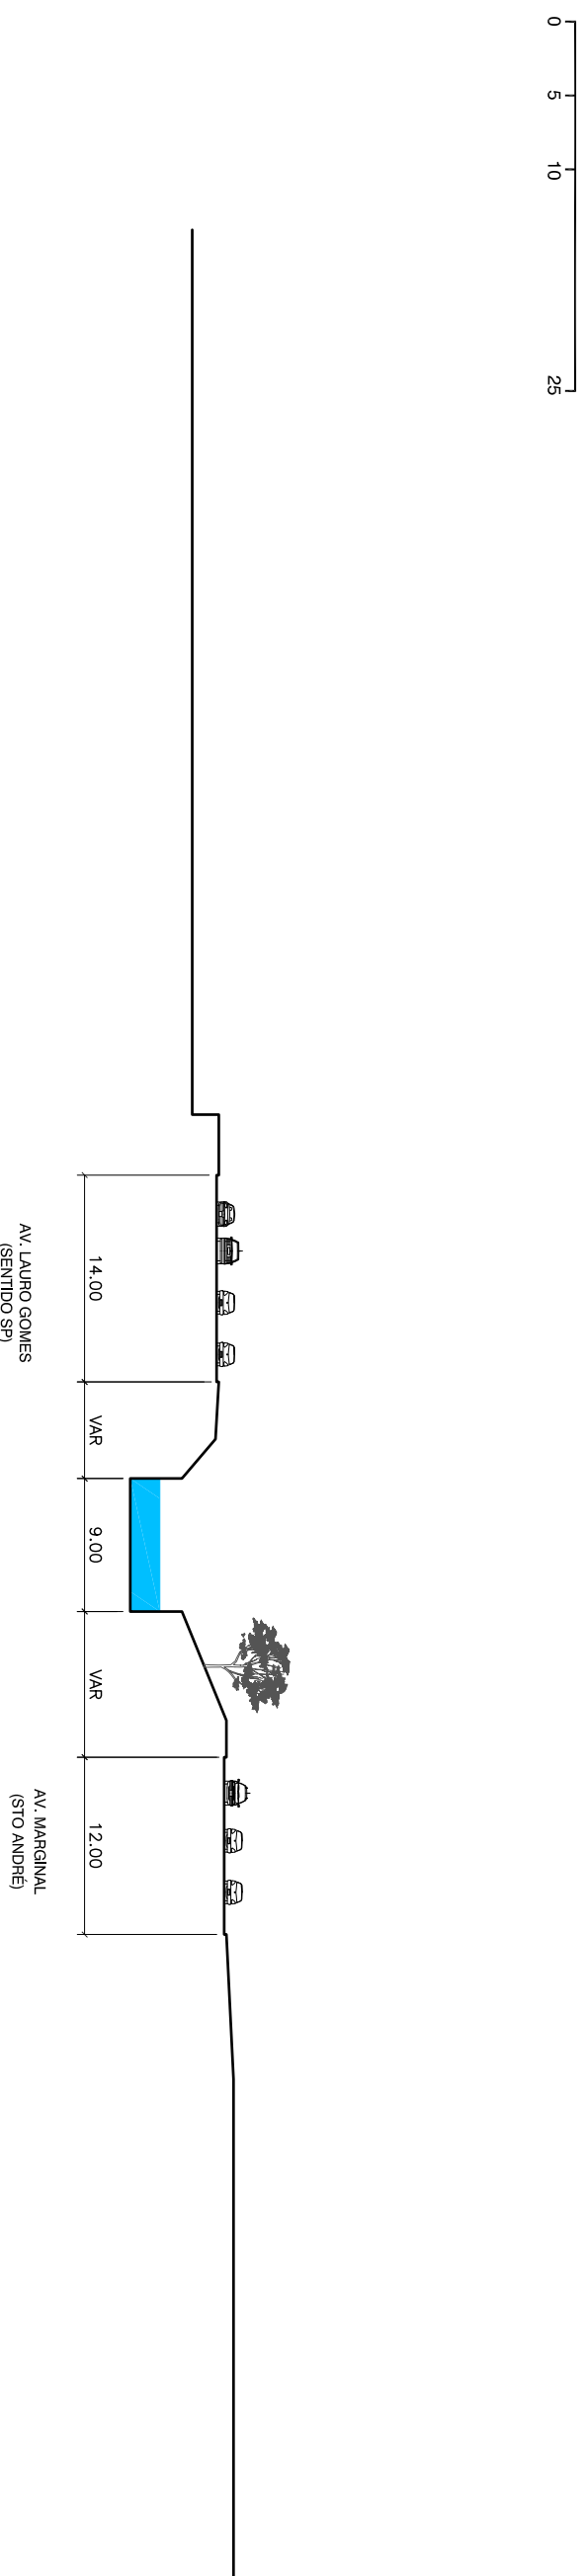 0 5 10 25
14.00 VAR 9.00 VAR 12.00
AV. LAURO GOMES
(SENTIDO SP)
AV. MARGINAL
(STO ANDRÉ)